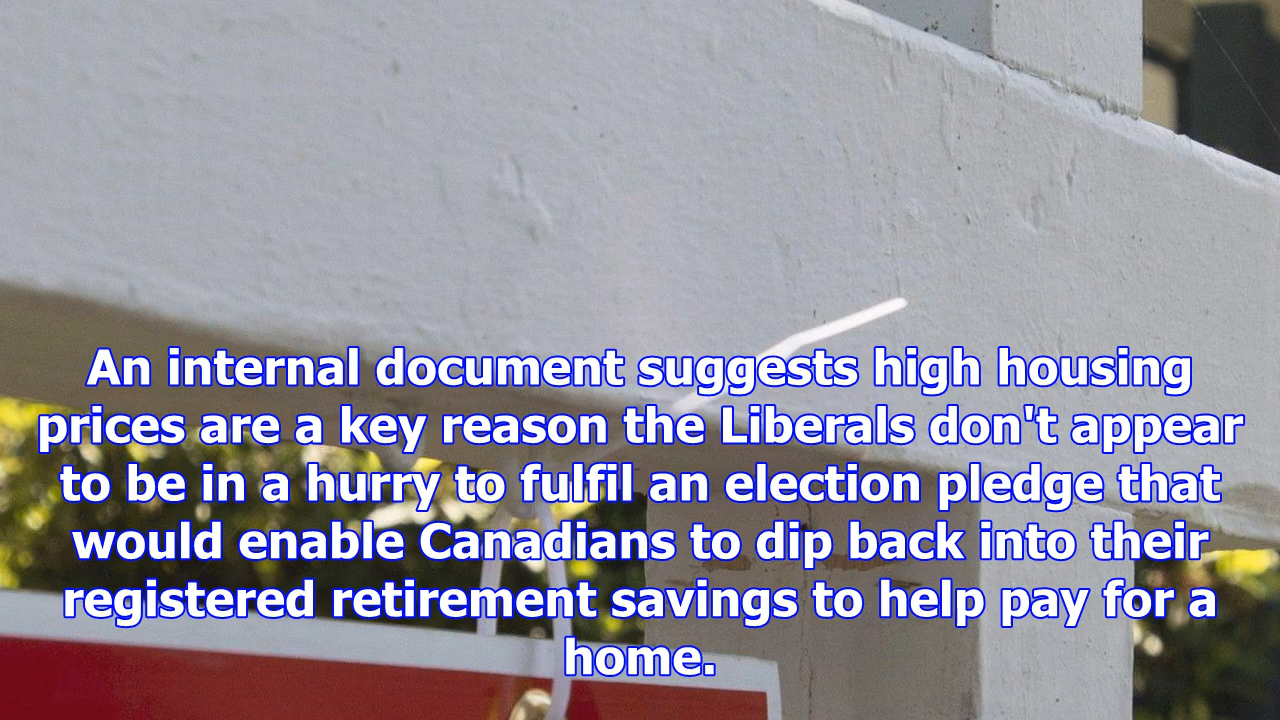 An internal document suggests high housing
prices are a key reason the Liberals don't appear
to be in a hurry to fulfil an election pledge that
would enable Canadians to dip back into their
registered retirement savings to help pay for a
home.